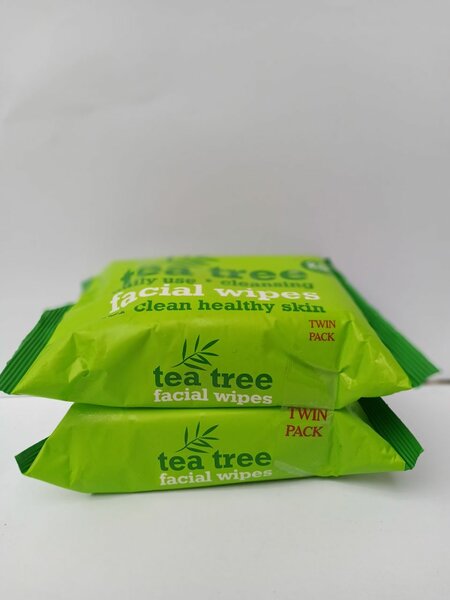 tea tree
daily use • cleansing
facial wipes
clean healthy skin
TWIN
PACK
tea tree
facial wipes
TWIN
PACK
tea tree
facial wipes